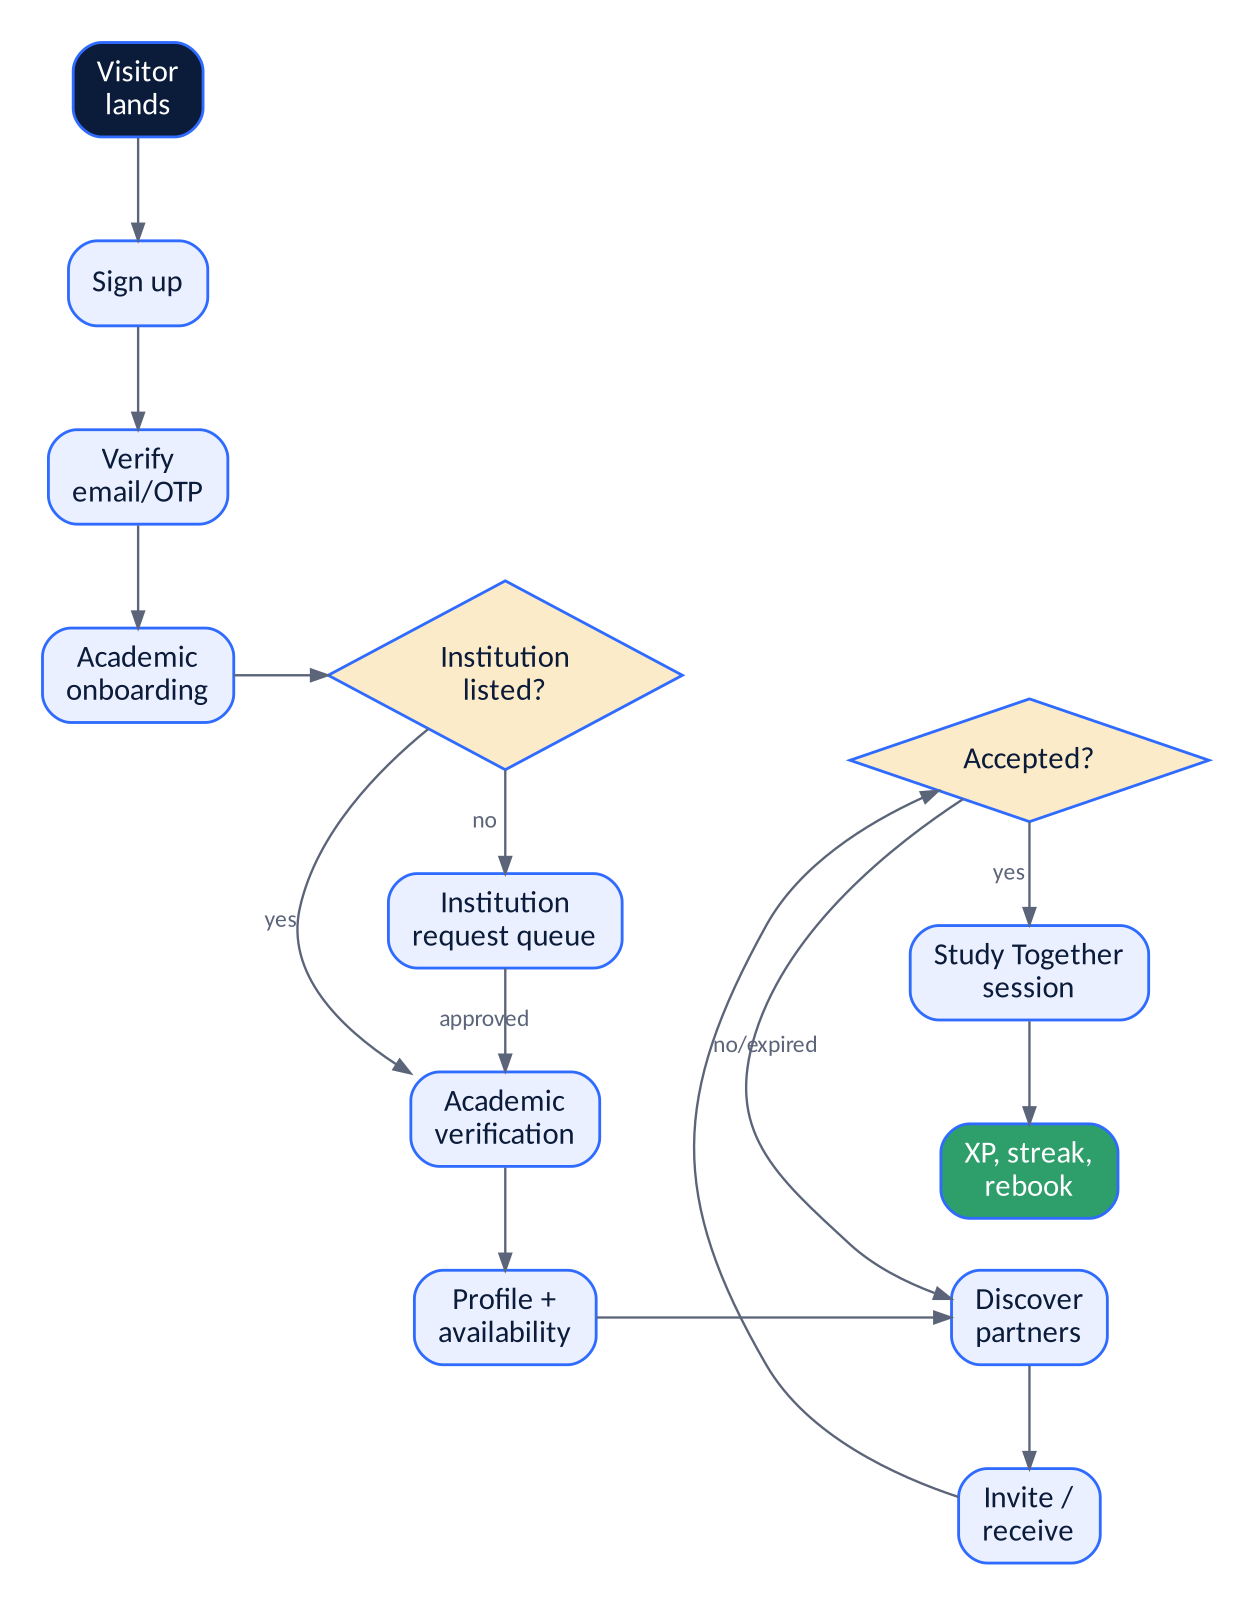 Visitor
lands
Sign up
Verify
email/OTP
Academic
onboarding
Institution
listed?
no
yes
Institution
request queue
approved
Academic
verification
Profile +
availability
Accepted?
yes
Study Together
session
no/expired
XP, streak,
rebook
Discover
partners
Invite /
receive